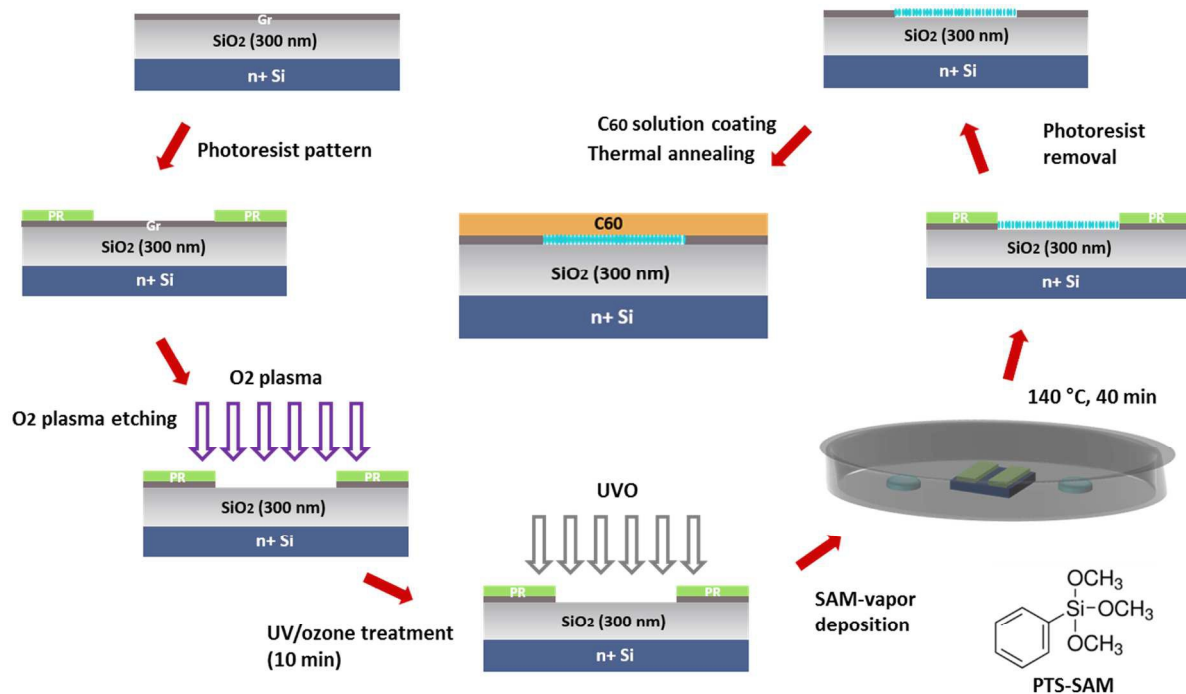 Gr
SiO2 (300 nm)
n+ Si
Photoresist pattern
PR
PR
Gr
SiO2 (300 nm)
n+ Si
O2 plasma
O2 plasma etching
PR
PR
SiO2 (300 nm)
n+ Si
UV/ozone treatment
(10 min)
UVO
PR
PR
SiO2 (300 nm)
n+ Si
SAM-vapor
deposition
140 °C, 40 min
OCH3
Si–OCH3
OCH3
PTS-SAM
PR
PR
SiO2 (300 nm)
n+ Si
Photoresist
removal
SiO2 (300 nm)
n+ Si
C60 solution coating
Thermal annealing
C60
SiO2 (300 nm)
n+ Si